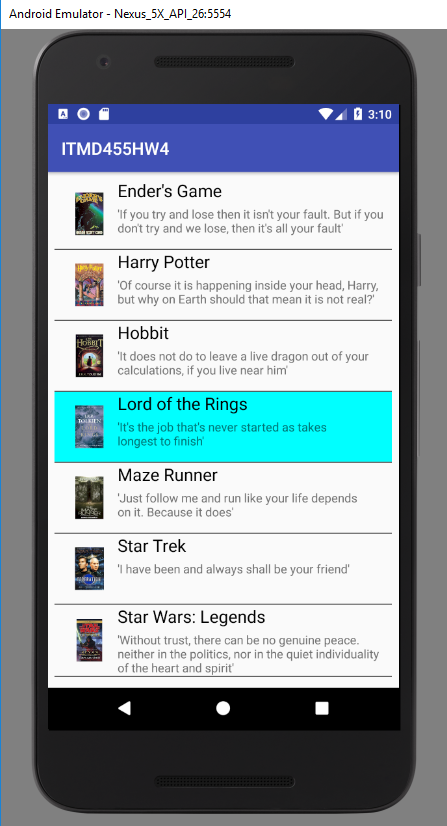 Android Emulator - Nexus_5X_API_26:5554
3:10
ITMD455HW4
Ender's Game
'If you try and lose then it isn't your fault. But if you
don't try and we lose, then it's all your fault'
Harry Potter
'Of course it is happening inside your head, Harry,
but why on Earth should that mean it is not real?'
Hobbit
'It does not do to leave a live dragon out of your
calculations, if you live near him'
Lord of the Rings
'It's the job that's never started as takes
longest to finish'
Maze Runner
'Just follow me and run like your life depends
on it. Because it does'
Star Trek
'I have been and always shall be your friend'
Star Wars: Legends
'Without trust, there can be no genuine peace.
neither in the politics, nor in the quiet individuality
of the heart and spirit'